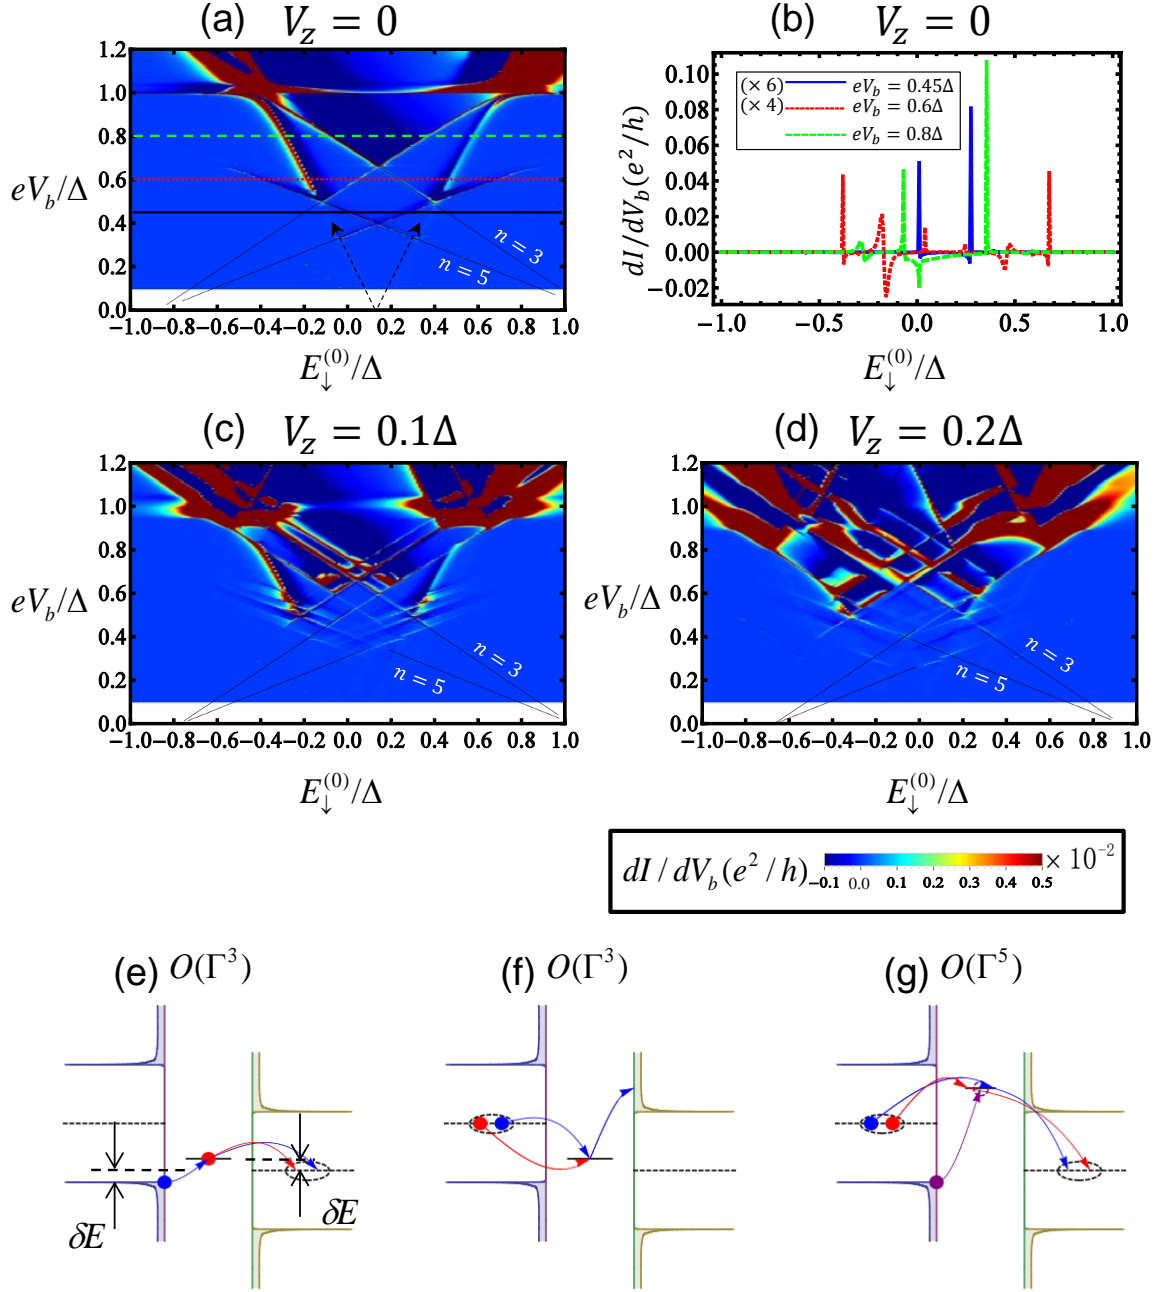 (a) V_z = 0
1.2
1.0
0.8
0.6
0.4
0.2
0.0
eV_b/Δ
n = 3
n = 5
-1.0 -0.8 -0.6 -0.4 -0.2 0.0 0.2 0.4 0.6 0.8 1.0
E_↓^(0)/Δ
(b) V_z = 0
0.10
0.08
0.06
0.04
0.02
0.00
-0.02
dI/dV_b(e²/h)
(× 6) eV_b = 0.45Δ
(× 4) eV_b = 0.6Δ
eV_b = 0.8Δ
-1.0 -0.5 0.0 0.5 1.0
E_↓^(0)/Δ
(c) V_z = 0.1Δ
1.2
1.0
0.8
0.6
0.4
0.2
0.0
eV_b/Δ
n = 3
n = 5
-1.0 -0.8 -0.6 -0.4 -0.2 0.0 0.2 0.4 0.6 0.8 1.0
E_↓^(0)/Δ
(d) V_z = 0.2Δ
1.2
1.0
0.8
0.6
0.4
0.2
0.0
eV_b/Δ
n = 3
n = 5
-1.0 -0.8 -0.6 -0.4 -0.2 0.0 0.2 0.4 0.6 0.8 1.0
E_↓^(0)/Δ
dI/dV_b(e²/h)
-0.1 0.0 0.1 0.2 0.3 0.4 0.5
× 10⁻²
(e) O(Γ³)
δE
δE
(f) O(Γ³)
(g) O(Γ⁵)